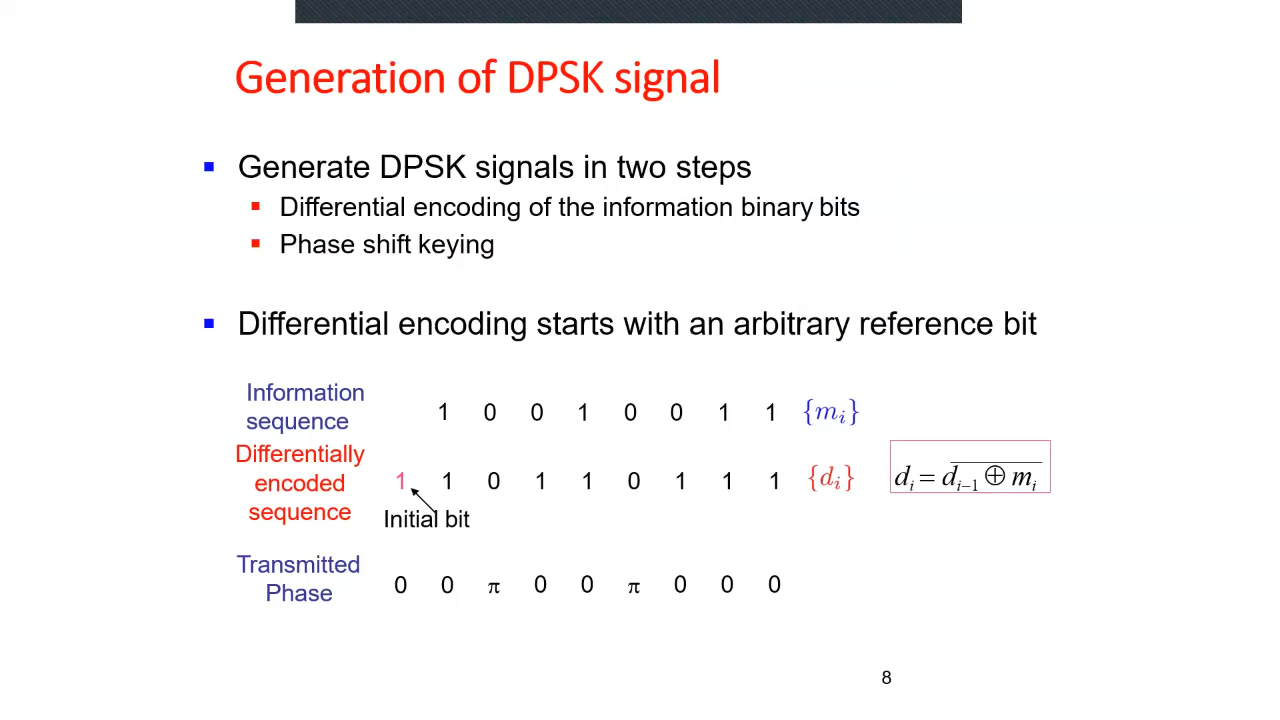 Generation of DPSK signal
▪ Generate DPSK signals in two steps
▪ Differential encoding of the information binary bits
▪ Phase shift keying
▪ Differential encoding starts with an arbitrary reference bit
Information
sequence
1 0 0 1 0 0 1 1 {mᵢ}
Differentially
encoded
sequence
1 1 0 1 1 0 1 1 1 {dᵢ}
$d_i = \overline{d_{i-1} \oplus m_i}$
Initial bit
Transmitted
Phase
0 0 π 0 0 π 0 0 0
8